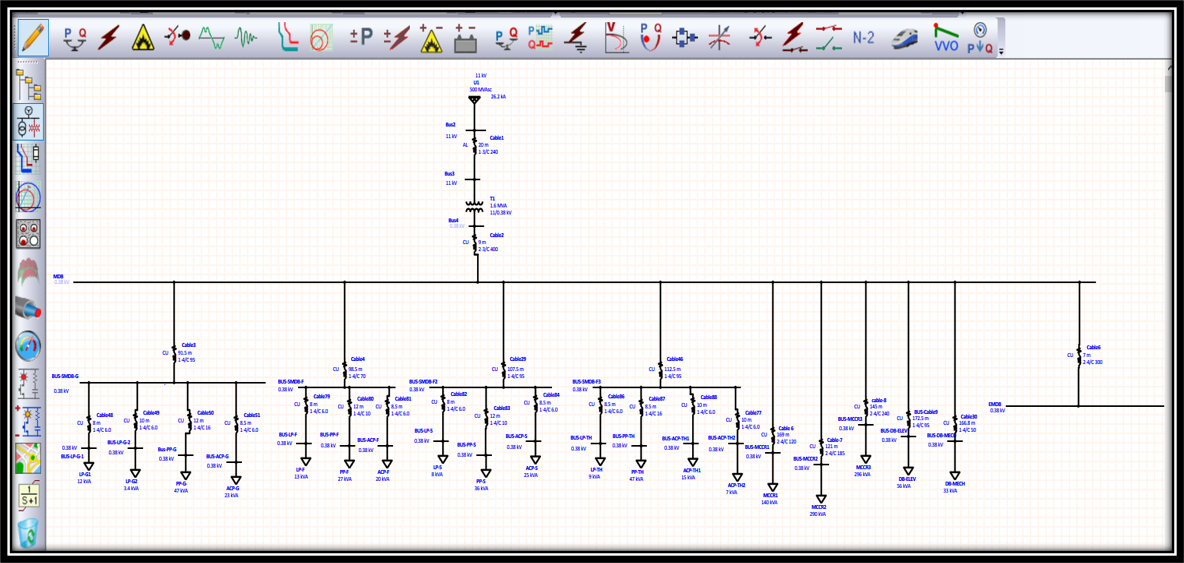 P Q
P Q
± P
±
+ -
+ -
P Q
P Q
V
P Q
N-2
VVO
P Q
11 kV
U1
500 MVAsc
26.2 kA
Bus2
11 kV
Cable1
AL
20 m
1-3/C 240
Bus3
11 kV
T1
1.6 MVA
11/0.38 kV
Bus4
0.38 kV
Cable2
CU
9 m
2-3/C 400
MDB
0.38 kV
Cable3
CU
91.5 m
1-4/C 95
BUS-SMDB-G
0.38 kV
Cable48
CU
8 m
1-4/C6.0
0.38 kV
BUS-LP-G-1
LP-G1
12 kVA
Cable49
CU
10 m
1-4/C 6.0
BUS-LP-G-2
0.38 kV
LP-G2
3.4 kVA
Cable50
CU
12 m
1-4/C 16
Bus-PP-G
0.38 kV
PP-G-
47 kVA
Cable51
CU
8.5 m
1-4/C 6.0
BUS-ACP-G
0.38 kV
ACP-G
23 kVA
Cable4
CU
98.5 m
1-4/C 70
BUS-SMDB-F
0.38 kV
Cable79
CU
8 m
1-4/C 6.0
BUS-LP-F
0.38 kV
LP-F
13 kVA
Cable80
CU
12 m
1-4/C 10
BUS-PP-F
0.38 kV
PP-F
27 kVA
Cable81
CU
8.5 m
1-4/C 6.0
BUS-ACP-F
0.38 kV
ACP-F
20 kVA
Cable29
CU
107.5 m
1-4/C 95
BUS-SMDB-F2
0.38 kV
Cable82
CU
8 m
1-4/C 6.0
BUS-LP-S
0.38 kV
LP-S
Cable83
CU
12 m
1-4/C 10
BUS-PP-S
0.38 kV
PP-S
Cable84
CU
8.5 m
1-4/C 6.0
BUS-ACP-S
0.38 kV
ACP-S
25 kVA
Cable46
CU
112.5 m
1-4/C 95
BUS-SMDB-F3
0.38 kV
Cable86
CU
8.5 m
1-4/C 6.0
BUS-LP-TH
0.38 kV
LP-TH
9 kVA
Cable87
CU
8.5 m
1-4/C 16
BUS-PP-TH
0.38 kV
PP-TH
47 kVA
Cable88
CU
10 m
1-4/C 6.0
BUS-ACP-TH1
0.38 kV
ACP-TH1
15 kVA
Cable77
CU
10 m
1-4/C 6.0
BUS-ACP-TH2
0.38 kV
ACP-TH2
7 kVA
Cable 6
CU
169 m
2-4/C 120
BUS-MCCR1
0.38 kV
MCCR1
140 kVA
Cable-7
CU
121 m
2-4/C 185
BUS-MCCR2
0.38 kV
MCCR2
290 kVA
cable-8
CU
145 m
2-4/C 240
BUS-MCCR3
0.38 kV
MCCR3
296 kVA
BUS-Cable9
CU
172.5 m
1-4/C 95
BUS-DB-ELEV
0.38 kV
DB-ELEV
56 kVA
Cable30
CU
166.8 m
1-4/C 50
BUS-DB-MECH
0.38 kV
DB-MECH
33 kVA
Cable6
CU
7 m
2-4/C 300
EMDB
0.38 kV
1
S+1